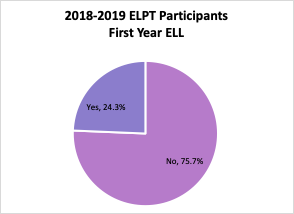 2018-2019 ELPT Participants
First Year ELL
Yes, 24.3%
No, 75.7%